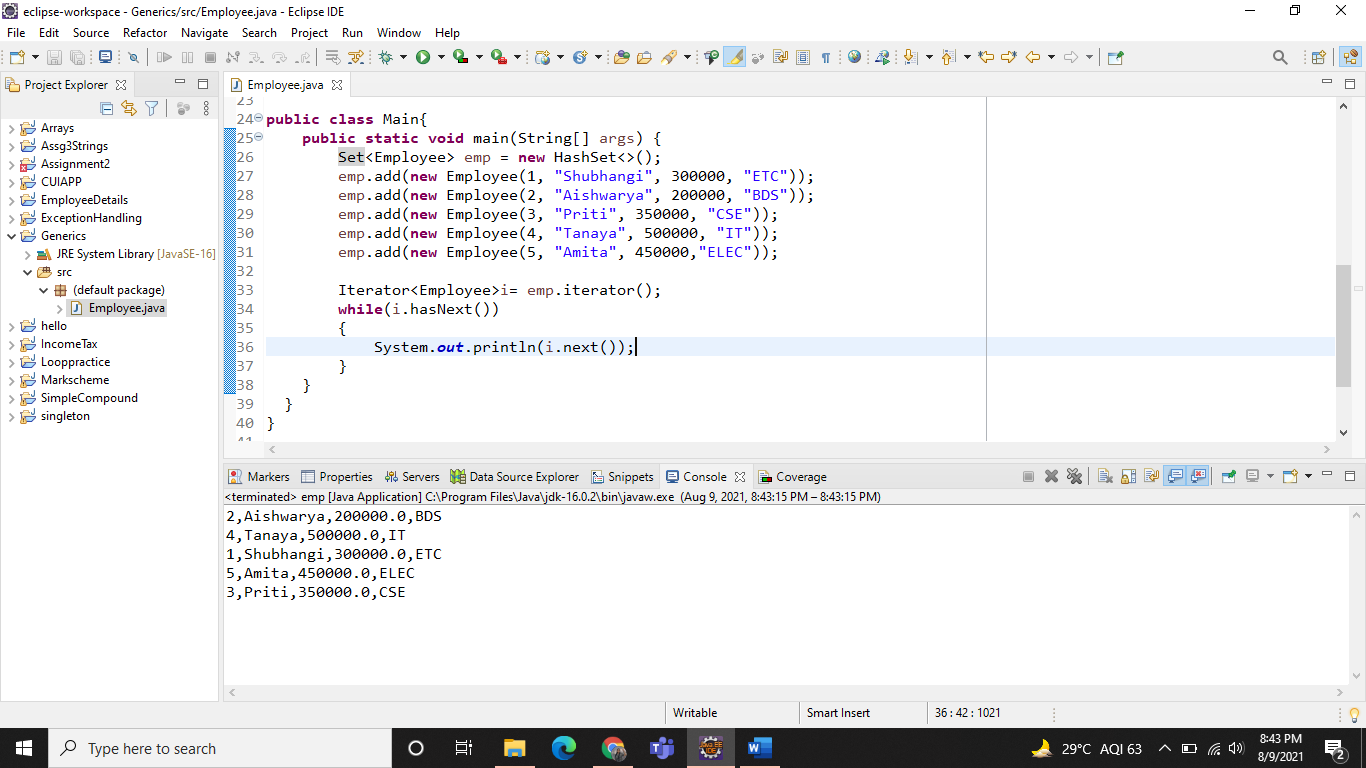 eclipse-workspace - Generics/src/Employee.java - Eclipse IDE
File Edit Source Refactor Navigate Search Project Run Window Help
Project Explorer
Arrays
Assg3Strings
Assignment2
CUIAPP
EmployeeDetails
ExceptionHandling
Generics
JRE System Library [JavaSE-16]
src
(default package)
Employee.java
hello
IncomeTax
Looppractice
Markscheme
SimpleCompound
singleton
Employee.java
23
24 public class Main{
25 public static void main(String[] args) {
26 Set<Employee> emp = new HashSet<>();
27 emp.add(new Employee(1, "Shubhangi", 300000, "ETC"));
28 emp.add(new Employee(2, "Aishwarya", 200000, "BDS"));
29 emp.add(new Employee(3, "Priti", 350000, "CSE"));
30 emp.add(new Employee(4, "Tanaya", 500000, "IT"));
31 emp.add(new Employee(5, "Amita", 450000,"ELEC"));
32
33 Iterator<Employee>i= emp.iterator();
34 while(i.hasNext())
35 {
36 System.out.println(i.next());
37 }
38 }
39 }
40 }
41
Markers Properties Servers Data Source Explorer Snippets Console Coverage
<terminated> emp [Java Application] C:\Program Files\Java\jdk-16.0.2\bin\javaw.exe (Aug 9, 2021, 8:43:15 PM – 8:43:15 PM)
2,Aishwarya,200000.0,BDS
4,Tanaya,500000.0,IT
1,Shubhangi,300000.0,ETC
5,Amita,450000.0,ELEC
3,Priti,350000.0,CSE
Writable Smart Insert 36 : 42 : 1021
Type here to search
29°C AQI 63
8:43 PM
8/9/2021
2